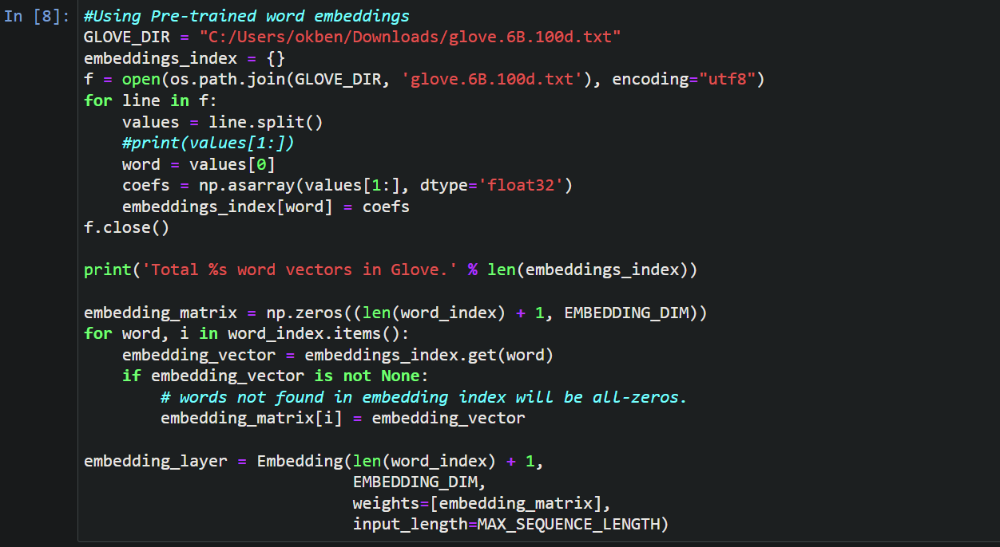 In [8]: #Using Pre-trained word embeddings
GLOVE_DIR = "C:/Users/okben/Downloads/glove.6B.100d.txt"
embeddings_index = {}
f = open(os.path.join(GLOVE_DIR, 'glove.6B.100d.txt'), encoding="utf8")
for line in f:
    values = line.split()
    #print(values[1:])
    word = values[0]
    coefs = np.asarray(values[1:], dtype='float32')
    embeddings_index[word] = coefs
f.close()

print('Total %s word vectors in Glove.' % len(embeddings_index))

embedding_matrix = np.zeros((len(word_index) + 1, EMBEDDING_DIM))
for word, i in word_index.items():
    embedding_vector = embeddings_index.get(word)
    if embedding_vector is not None:
        # words not found in embedding index will be all-zeros.
        embedding_matrix[i] = embedding_vector

embedding_layer = Embedding(len(word_index) + 1,
                            EMBEDDING_DIM,
                            weights=[embedding_matrix],
                            input_length=MAX_SEQUENCE_LENGTH)